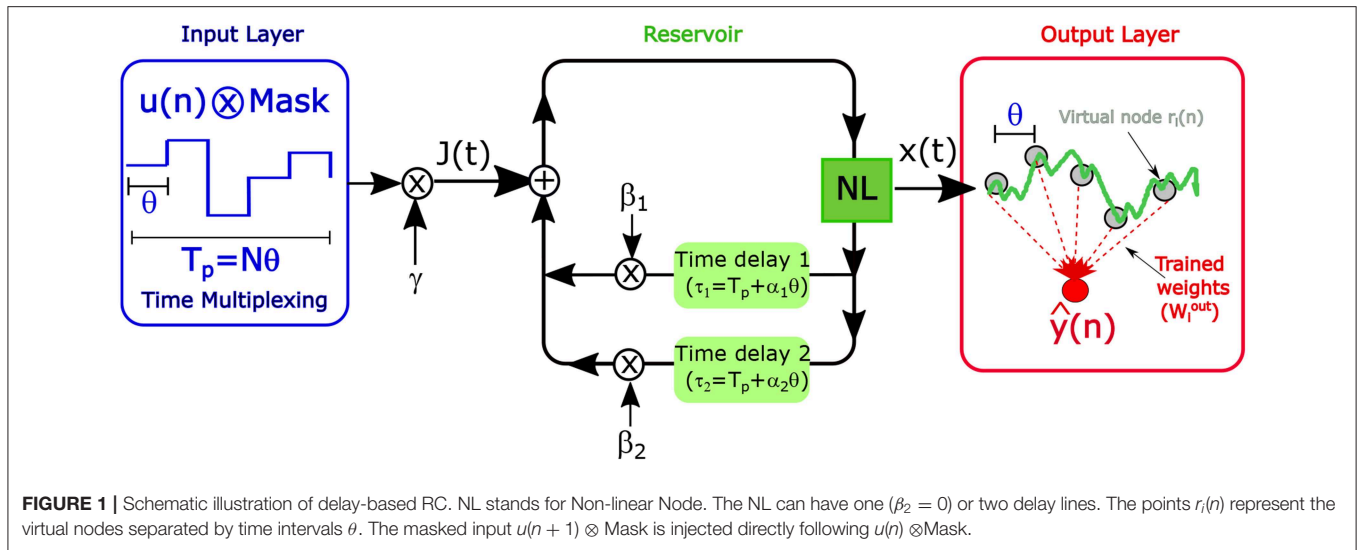 Input Layer
u(n)⊗Mask
θ
Tₚ=Nθ
Time Multiplexing
X
γ
J(t)
Reservoir
+
NL
x(t)
β₁
X
Time delay 1
(τ₁=Tₚ+α₁θ)
X
Time delay 2
(τ₂=Tₚ+α₂θ)
β₂
Output Layer
θ
Virtual node rᵢ(n)
Trained
weights
(Wₗᵒᵘᵗ)
ŷ(n)
FIGURE 1 | Schematic illustration of delay-based RC. NL stands for Non-linear Node. The NL can have one (β₂ = 0) or two delay lines. The points rᵢ(n) represent the
virtual nodes separated by time intervals θ. The masked input u(n + 1) ⊗ Mask is injected directly following u(n) ⊗Mask.